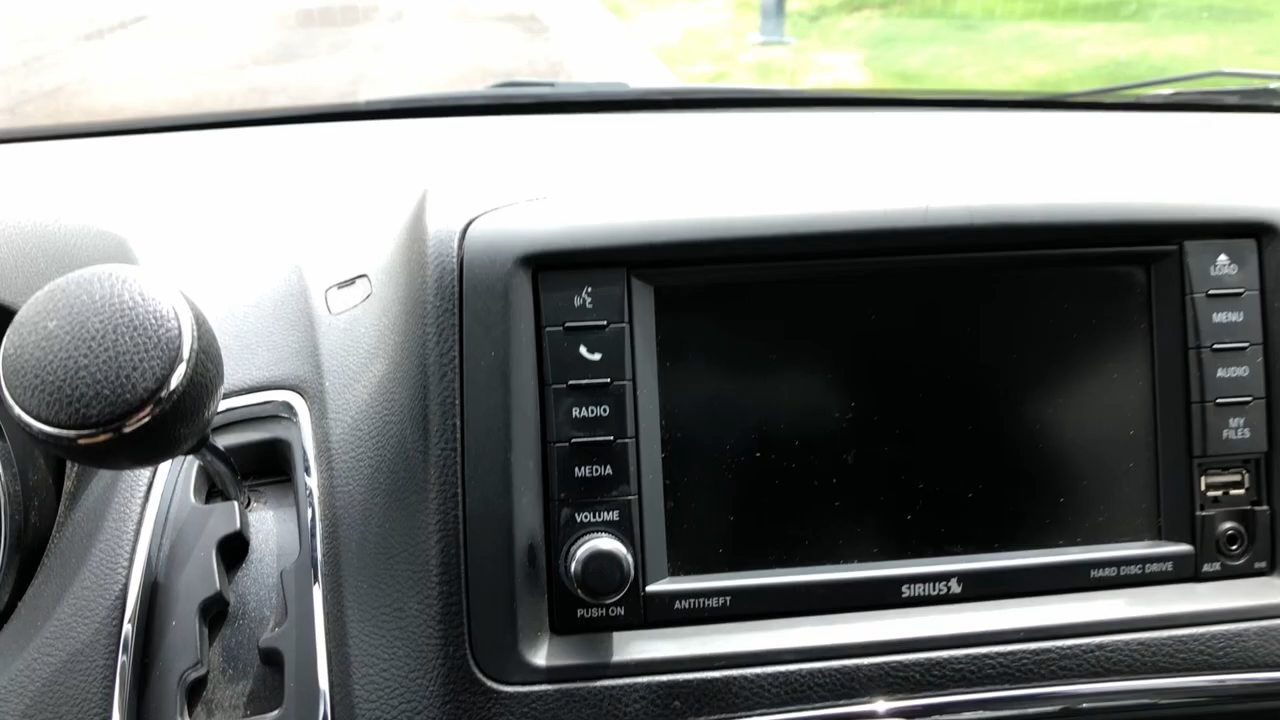 RADIO
MEDIA
VOLUME
PUSH ON
ANTITHEFT
SIRIUS
HARD DISC DRIVE
LOAD
MENU
AUDIO
MY
FILES
AUX